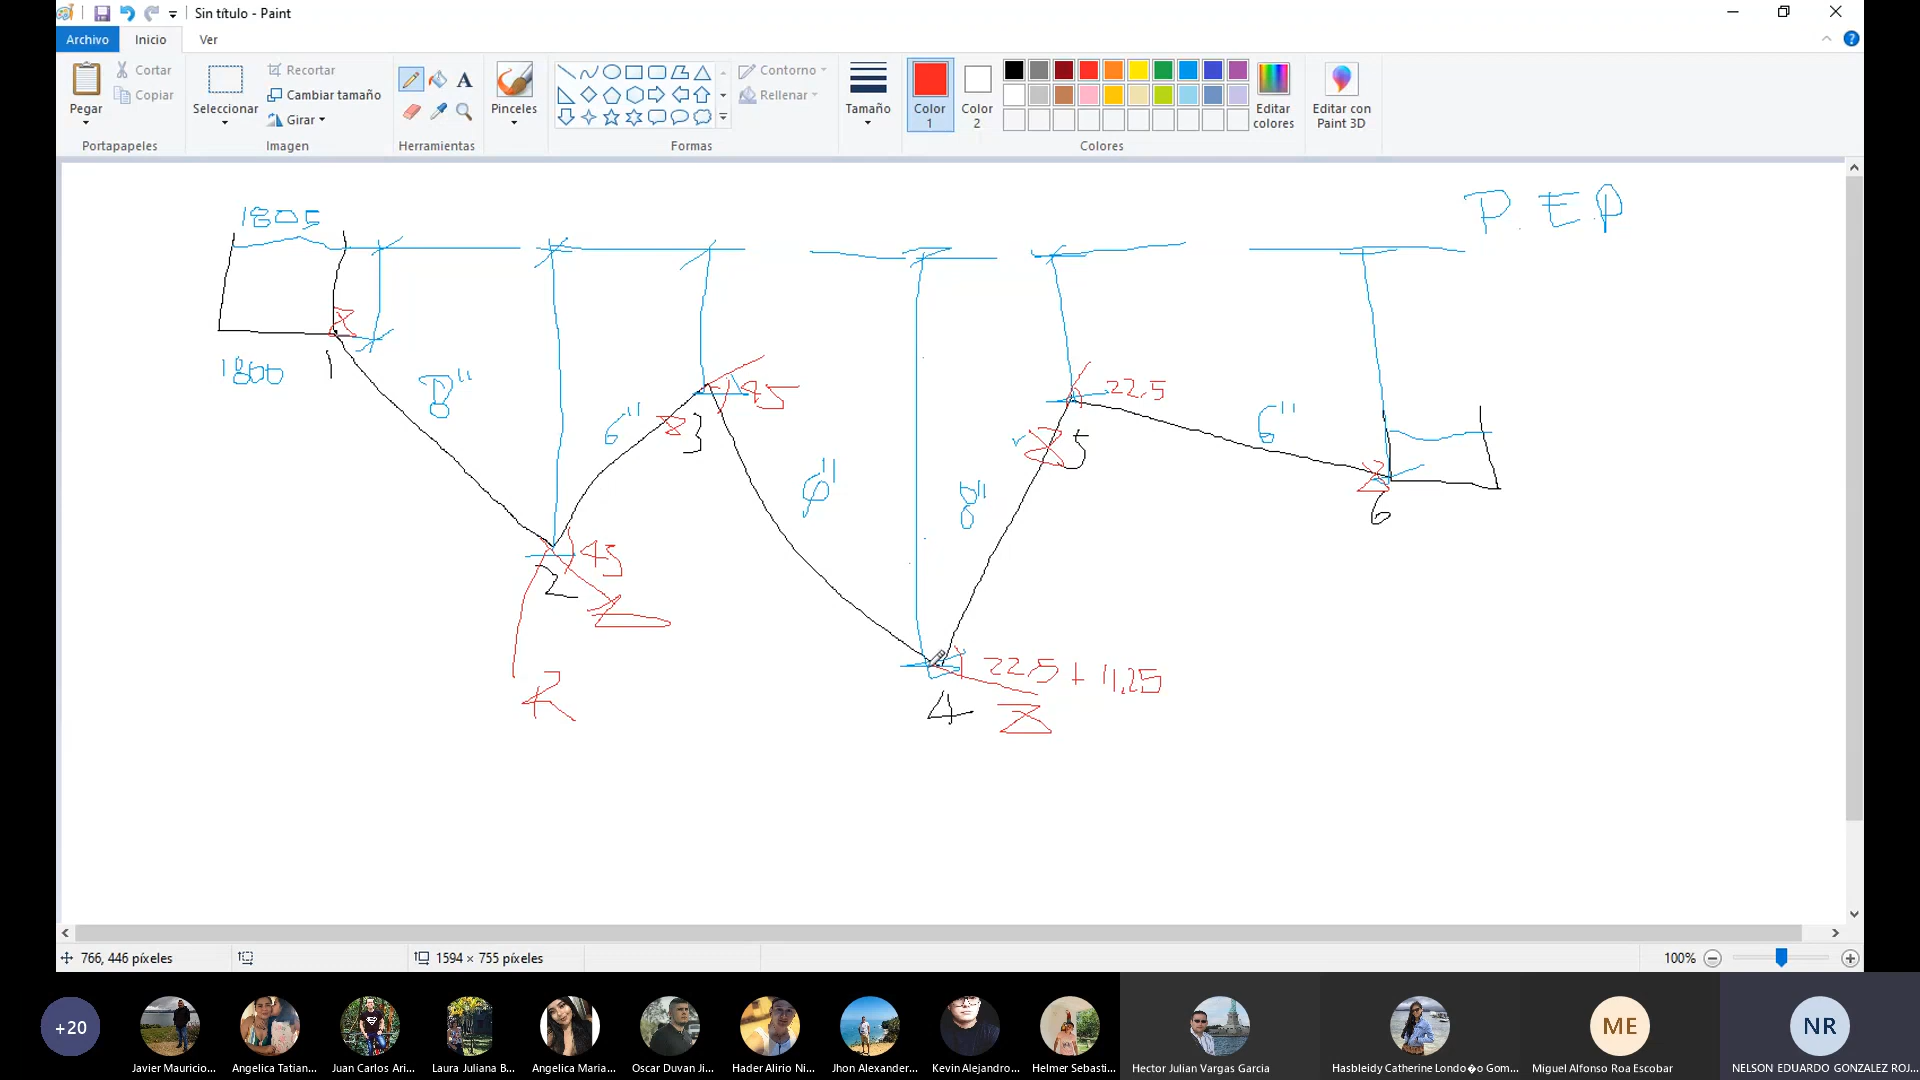 Sin título - Paint
Archivo Inicio Ver
Pegar
Cortar
Copiar
Portapapeles
Seleccionar
Recortar
Cambiar tamaño
Girar
Imagen
A
Herramientas
Pinceles
Formas
Contorno
Rellenar
Tamaño
Color 1
Color 2
Editar colores
Editar con Paint 3D
Colores
P.E.P
1805
1800
1
8"
6"
3
45
22.5
5
6"
8"
6
45
2
R
22.5 + 11.25
4
766, 446 píxeles
1594 × 755 píxeles
100%
+20
Javier Mauricio...
Angelica Tatian...
Juan Carlos Ari...
Laura Juliana B...
Angelica Maria...
Oscar Duvan Ji...
Hader Alirio Ni...
Jhon Alexander...
Kevin Alejandro...
Helmer Sebasti...
Hector Julian Vargas Garcia
Hasbleidy Catherine Londo�o Gom...
ME
Miguel Alfonso Roa Escobar
NR
NELSON EDUARDO GONZALEZ ROJ...